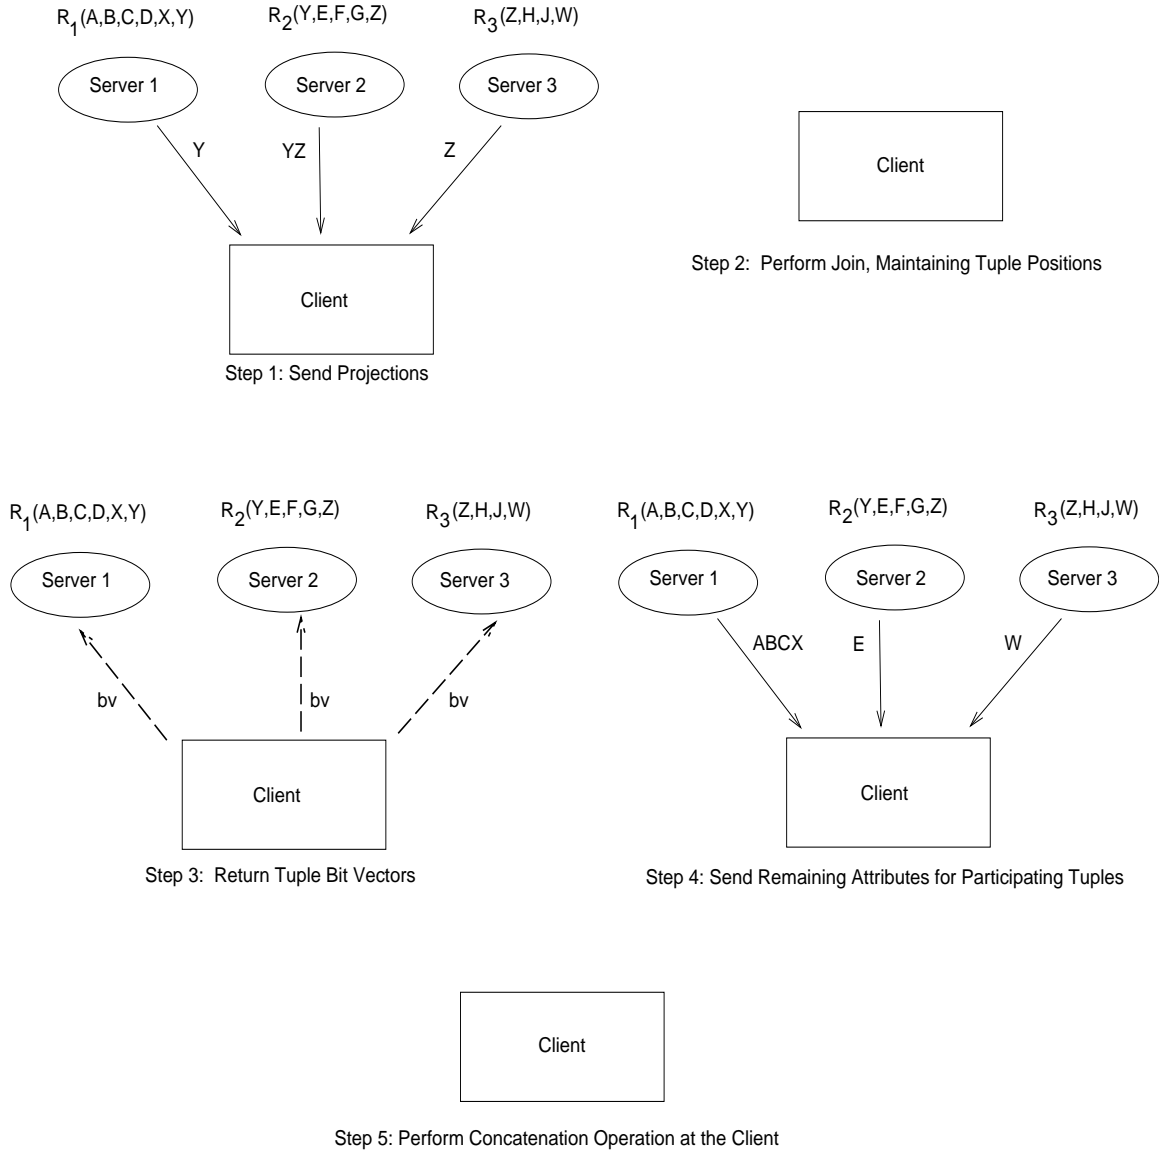 R1(A,B,C,D,X,Y) R2(Y,E,F,G,Z) R3(Z,H,J,W)
Server 1 Server 2 Server 3
Y YZ Z
Client
Step 1: Send Projections
Client
Step 2: Perform Join, Maintaining Tuple Positions
R1(A,B,C,D,X,Y) R2(Y,E,F,G,Z) R3(Z,H,J,W)
Server 1 Server 2 Server 3
bv bv bv
Client
Step 3: Return Tuple Bit Vectors
R1(A,B,C,D,X,Y) R2(Y,E,F,G,Z) R3(Z,H,J,W)
Server 1 Server 2 Server 3
ABCX E W
Client
Step 4: Send Remaining Attributes for Participating Tuples
Client
Step 5: Perform Concatenation Operation at the Client